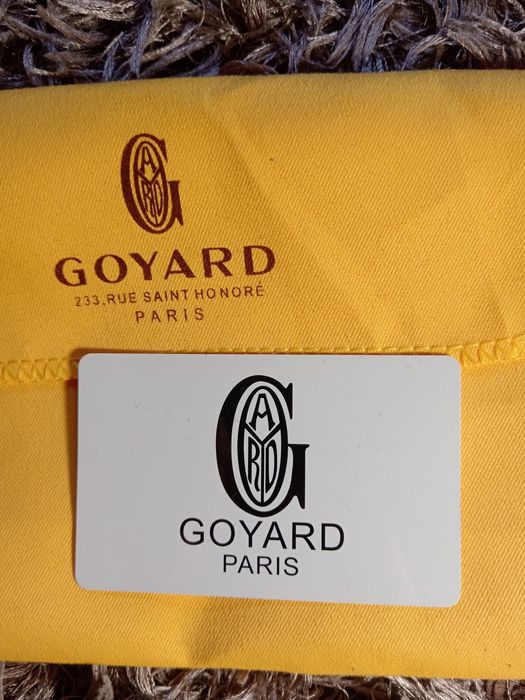 GOYARD
233, RUE SAINT HONORÉ
PARIS
GOYARD
PARIS